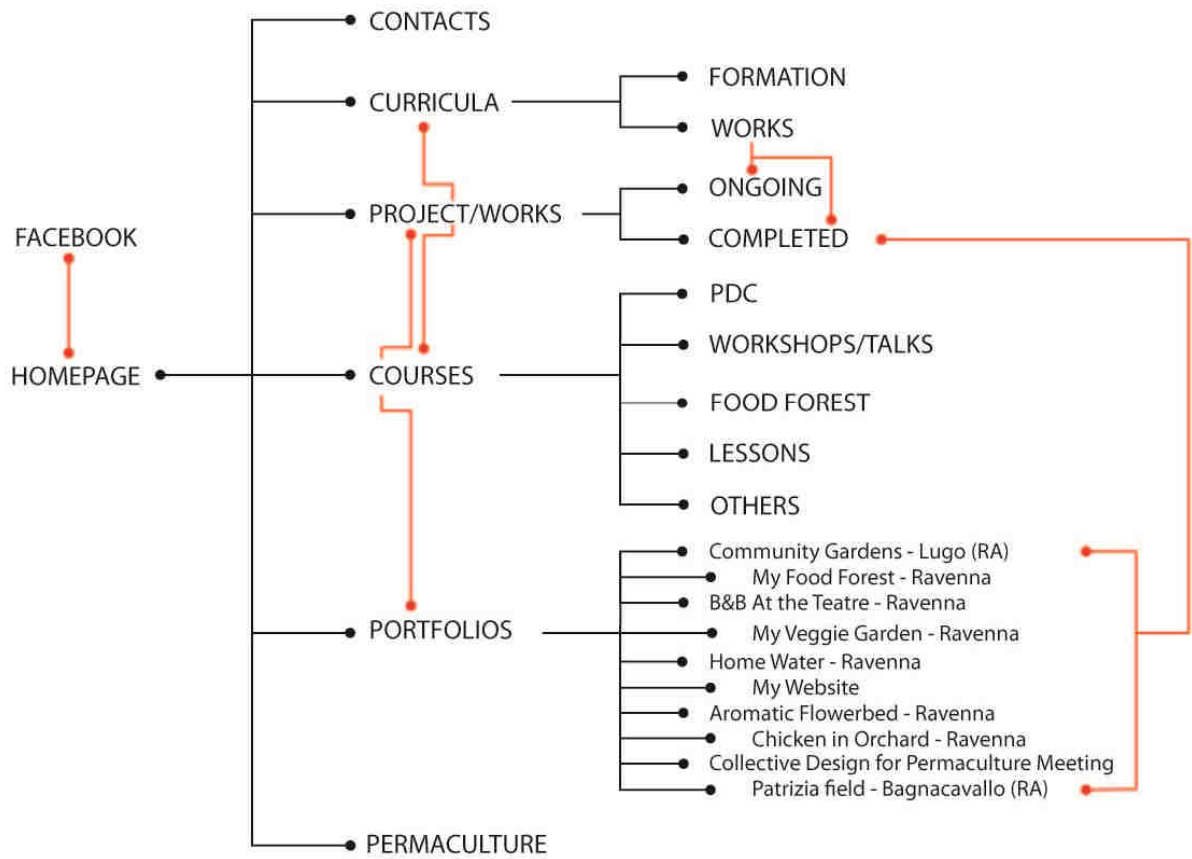 CONTACTS
CURRICULA
FORMATION
WORKS
PROJECT/WORKS
ONGOING
COMPLETED
FACEBOOK
HOMEPAGE
COURSES
PDC
WORKSHOPS/TALKS
FOOD FOREST
LESSONS
OTHERS
PORTFOLIOS
Community Gardens - Lugo (RA)
My Food Forest - Ravenna
B&B At the Teatre - Ravenna
My Veggie Garden - Ravenna
Home Water - Ravenna
My Website
Aromatic Flowerbed - Ravenna
Chicken in Orchard - Ravenna
Collective Design for Permaculture Meeting
Patrizia field - Bagnacavallo (RA)
PERMACULTURE